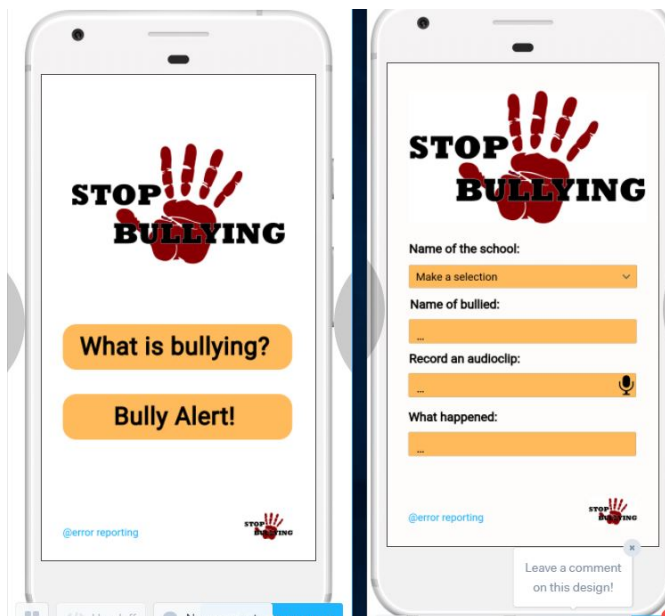 STOP
BULLYING
What is bullying?
Bully Alert!
@error reporting
STOP
BULLYING
STOP
BULLYING
Name of the school:
Make a selection
Name of bullied:
...
Record an audioclip:
...
What happened:
...
@error reporting
STOP
BULLYING
Leave a comment
on this design!